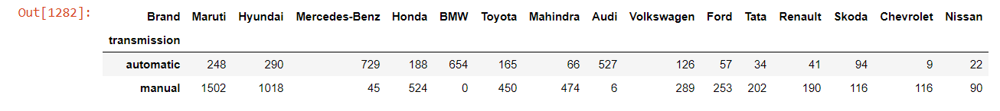 Out[1282]:
Brand Maruti Hyundai Mercedes-Benz Honda BMW Toyota Mahindra Audi Volkswagen Ford Tata Renault Skoda Chevrolet Nissan
transmission
automatic 248 290 729 188 654 165 66 527 126 57 34 41 94 9 22
manual 1502 1018 45 524 0 450 474 6 289 253 202 190 116 116 90